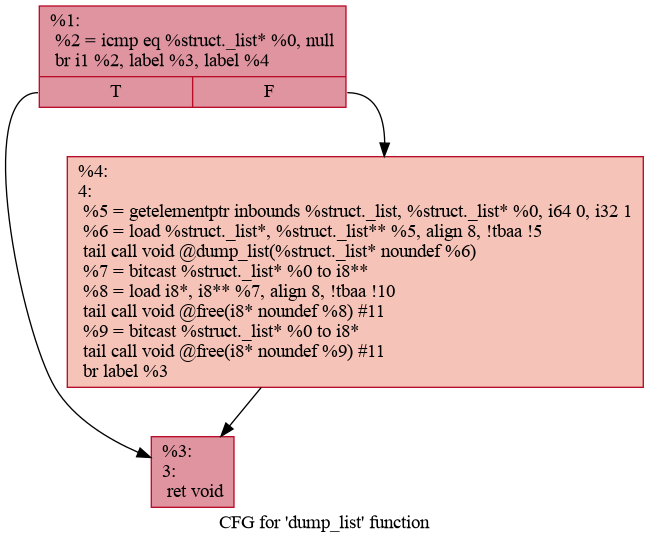 %1:
%2 = icmp eq %struct._list* %0, null
br i1 %2, label %3, label %4
T F
%4:
4:
%5 = getelementptr inbounds %struct._list, %struct._list* %0, i64 0, i32 1
%6 = load %struct._list*, %struct._list** %5, align 8, !tbaa !5
tail call void @dump_list(%struct._list* noundef %6)
%7 = bitcast %struct._list* %0 to i8**
%8 = load i8*, i8** %7, align 8, !tbaa !10
tail call void @free(i8* noundef %8) #11
%9 = bitcast %struct._list* %0 to i8*
tail call void @free(i8* noundef %9) #11
br label %3
%3:
3:
ret void
CFG for 'dump_list' function